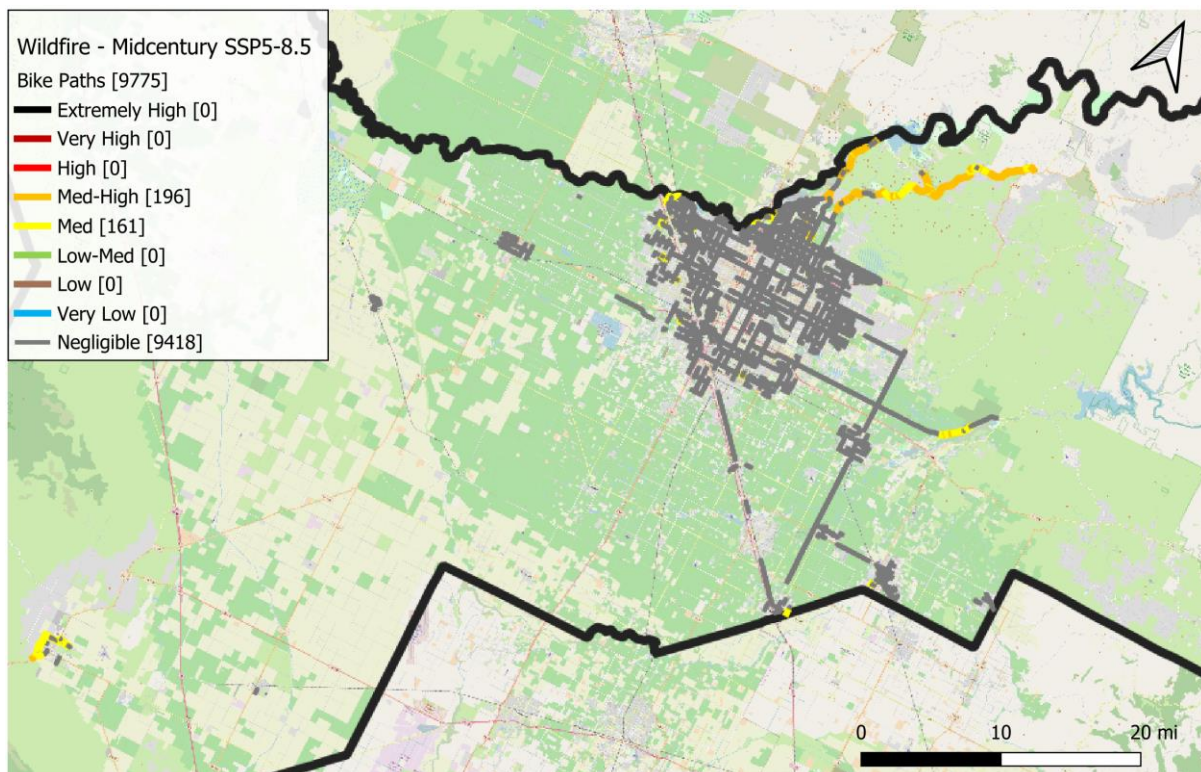 Wildfire - Midcentury SSP5-8.5
Bike Paths [9775]
Extremely High [0]
Very High [0]
High [0]
Med-High [196]
Med [161]
Low-Med [0]
Low [0]
Very Low [0]
Negligible [9418]
0 10 20 mi